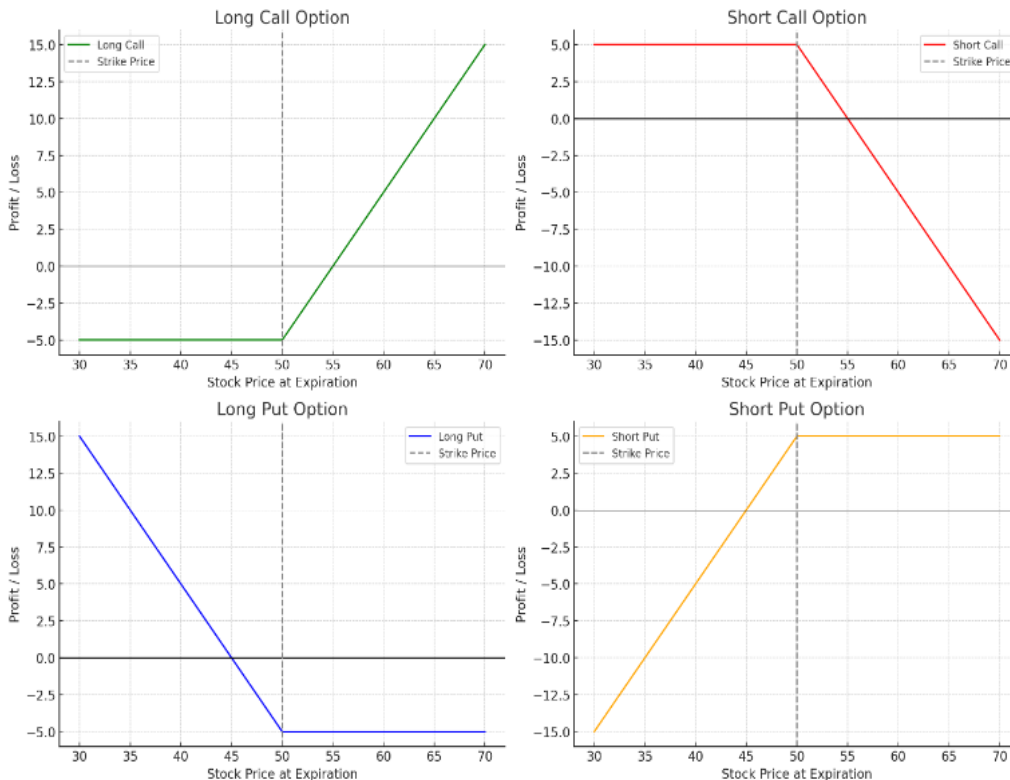 Long Call Option
Long Call
Strike Price
Profit / Loss
15.0
12.5
10.0
7.5
5.0
2.5
0.0
−2.5
−5.0
30 35 40 45 50 55 60 65 70
Stock Price at Expiration
Short Call Option
Short Call
Strike Price
Profit / Loss
5.0
2.5
0.0
−2.5
−5.0
−7.5
−10.0
−12.5
−15.0
30 35 40 45 50 55 60 65 70
Stock Price at Expiration
Long Put Option
Long Put
Strike Price
Profit / Loss
15.0
12.5
10.0
7.5
5.0
2.5
0.0
−2.5
−5.0
30 35 40 45 50 55 60 65 70
Stock Price at Expiration
Short Put Option
Short Put
Strike Price
Profit / Loss
5.0
2.5
0.0
−2.5
−5.0
−7.5
−10.0
−12.5
−15.0
30 35 40 45 50 55 60 65 70
Stock Price at Expiration